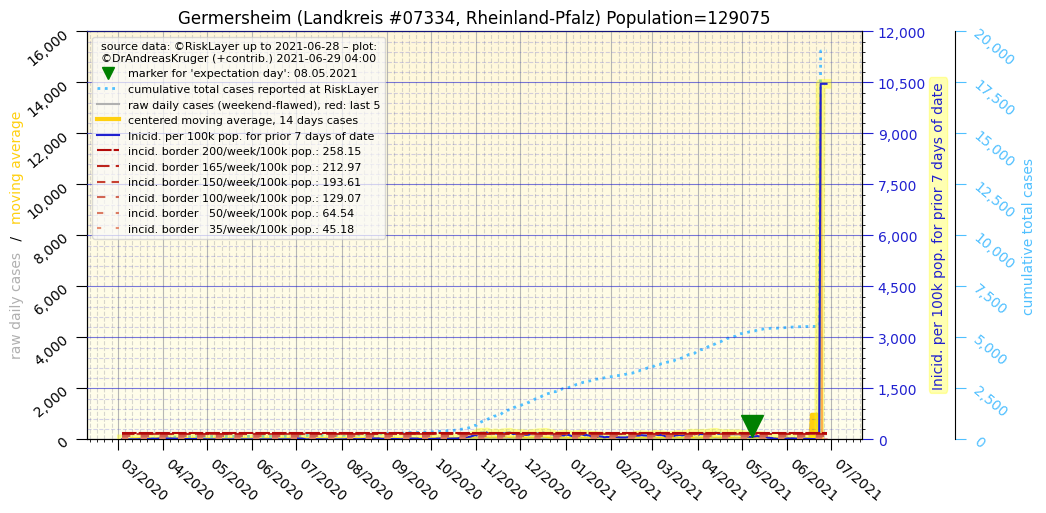 Germersheim (Landkreis #07334, Rheinland-Pfalz) Population=129075
source data: ©RiskLayer up to 2021-06-28 – plot:
©DrAndreasKruger (+contrib.) 2021-06-29 04:00
marker for 'expectation day': 08.05.2021
cumulative total cases reported at RiskLayer
raw daily cases (weekend-flawed), red: last 5
centered moving average, 14 days cases
Inicid. per 100k pop. for prior 7 days of date
incid. border 200/week/100k pop.: 258.15
incid. border 165/week/100k pop.: 212.97
incid. border 150/week/100k pop.: 193.61
incid. border 100/week/100k pop.: 129.07
incid. border   50/week/100k pop.: 64.54
incid. border   35/week/100k pop.: 45.18
raw daily cases / moving average
16,000
14,000
12,000
10,000
8,000
6,000
4,000
2,000
0
12,000
10,500
9,000
7,500
6,000
4,500
3,000
1,500
0
Inicid. per 100k pop. for prior 7 days of date
20,000
17,500
15,000
12,500
10,000
7,500
5,000
2,500
0
cumulative total cases
03/2020
04/2020
05/2020
06/2020
07/2020
08/2020
09/2020
10/2020
11/2020
12/2020
01/2021
02/2021
03/2021
04/2021
05/2021
06/2021
07/2021